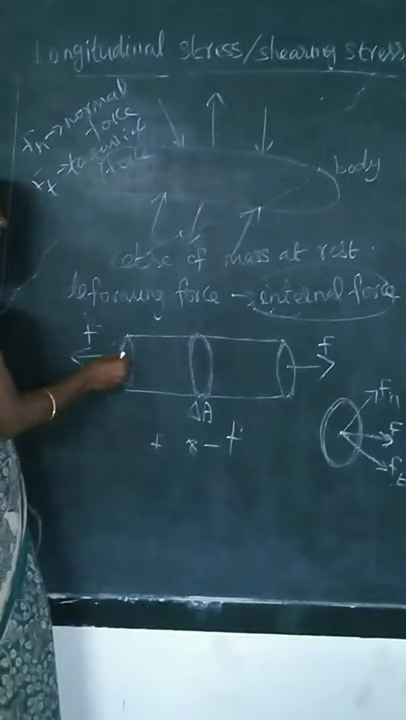 Longitudinal stress/shearing stress
Fn → normal
force
Ft →
force
body
of mass at rest.
deforming force → internal force
F
F
ΔA
Fn
F
Ft